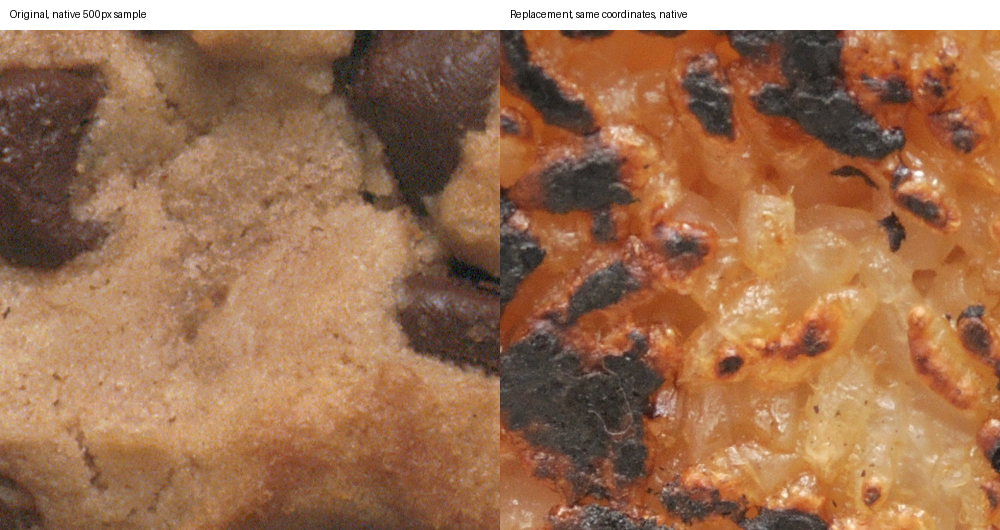 Original, native 500px sample
Replacement, same coordinates, native